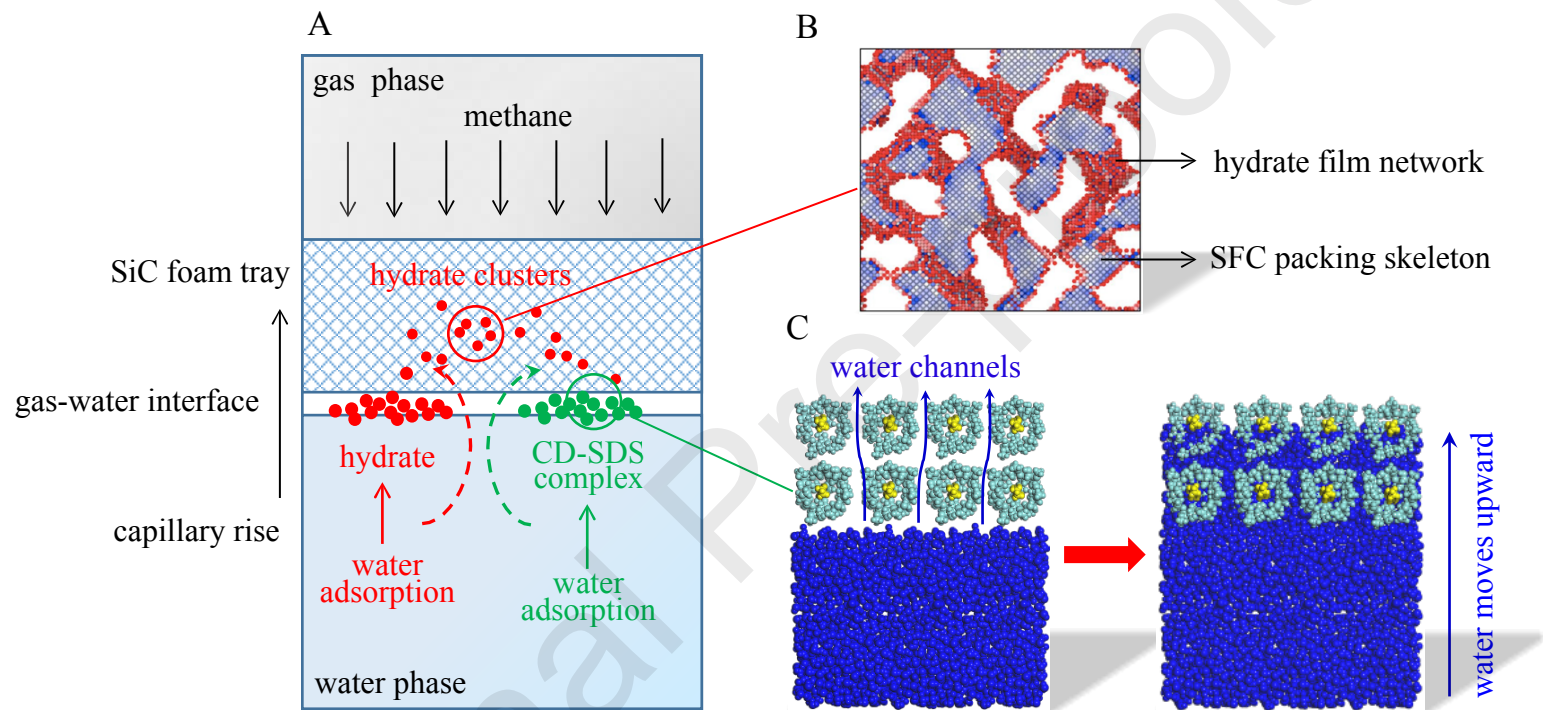 A
gas phase
methane
SiC foam tray
hydrate clusters
gas-water interface
hydrate
CD-SDS
complex
capillary rise
water
adsorption
water
adsorption
water phase
B
hydrate film network
SFC packing skeleton
C
water channels
water moves upward